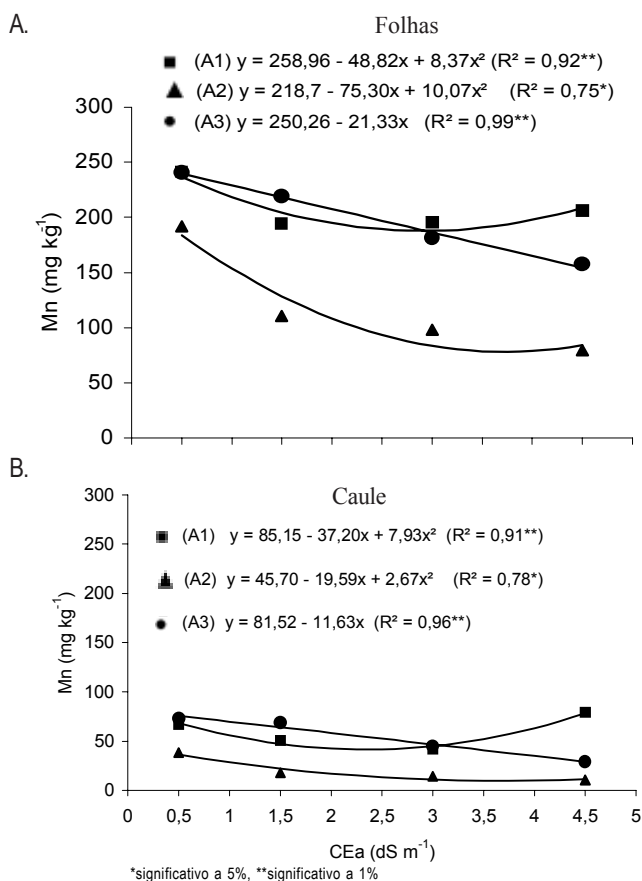 A.
Folhas
(A1) y = 258,96 - 48,82x + 8,37x² (R² = 0,92**)
(A2) y = 218,7 - 75,30x + 10,07x² (R² = 0,75*)
(A3) y = 250,26 - 21,33x (R² = 0,99**)
300
250
200
150
100
50
0
Mn (mg kg⁻¹)
B.
Caule
(A1) y = 85,15 - 37,20x + 7,93x² (R² = 0,91**)
(A2) y = 45,70 - 19,59x + 2,67x² (R² = 0,78*)
(A3) y = 81,52 - 11,63x (R² = 0,96**)
300
250
200
150
100
50
0
Mn (mg kg⁻¹)
0 0,5 1 1,5 2 2,5 3 3,5 4 4,5 5
CEa (dS m⁻¹)
*significativo a 5%, **significativo a 1%